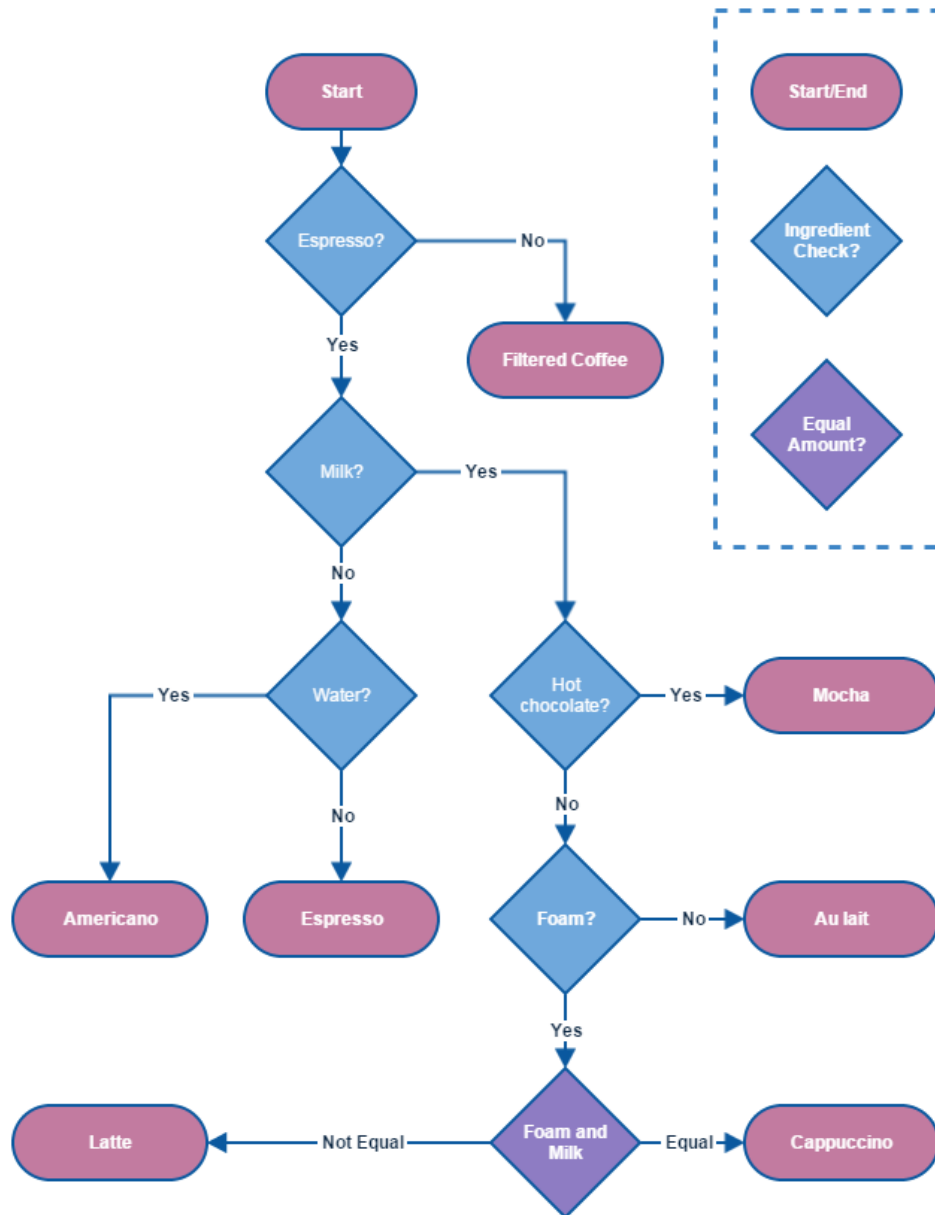 Start
Start/End
Espresso?
No
Ingredient
Check?
Yes
Filtered Coffee
Equal
Amount?
Milk?
Yes
No
Water?
Yes
Hot
chocolate?
Yes
Mocha
No
No
Americano
Espresso
Foam?
No
Au lait
Yes
Latte
Not Equal
Foam and
Milk
Equal
Cappuccino